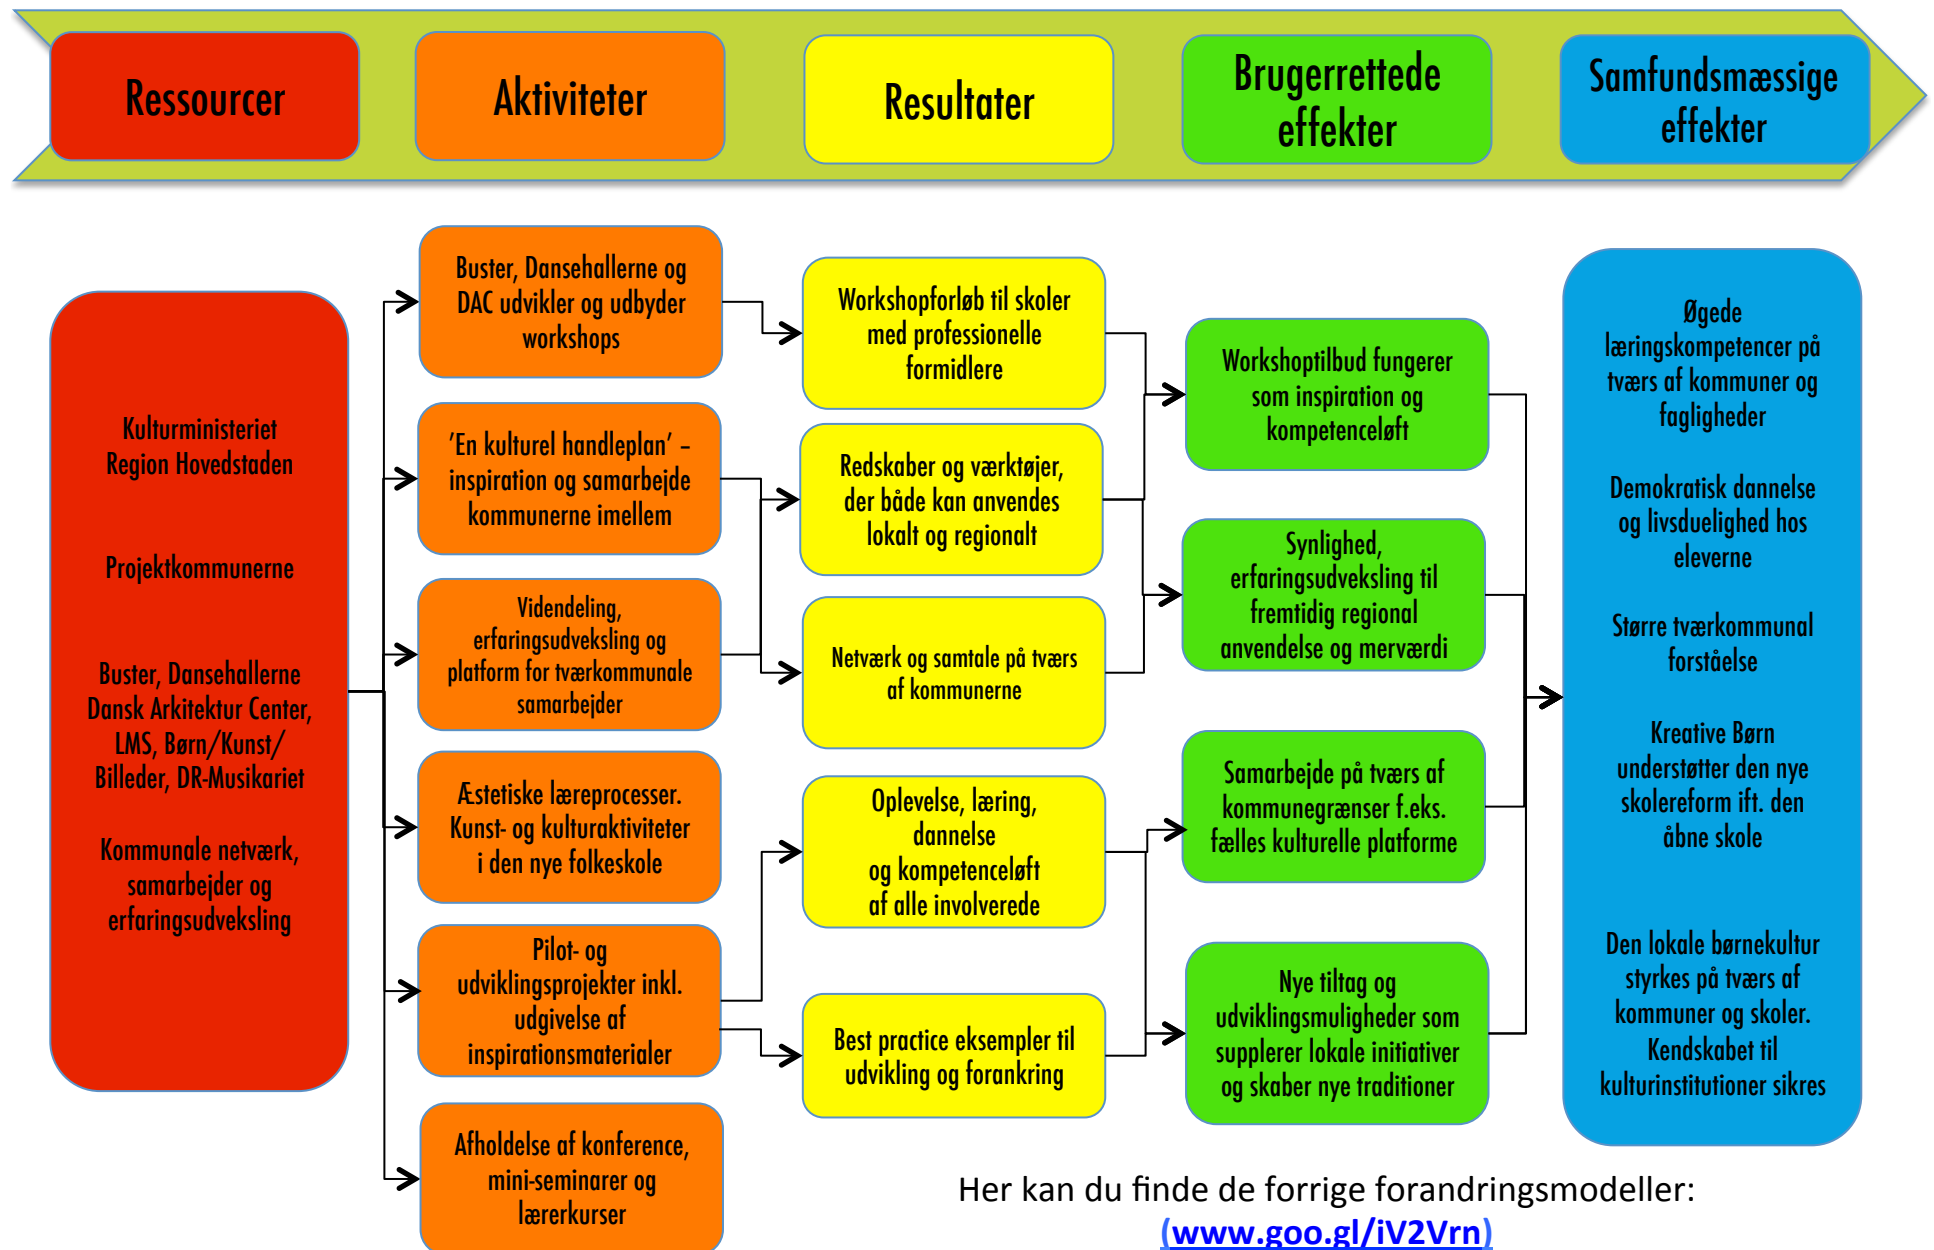 Ressourcer
Aktiviteter
Resultater
Brugerrettede
effekter
Samfundsmæssige
effekter
Kulturministeriet
Region Hovedstaden
Projektkommunerne
Buster, Dansehallerne
Dansk Arkitektur Center,
LMS, Børn/Kunst/
Billeder, DR-Musikariet
Kommunale netværk,
samarbejder og
erfaringsudveksling
Buster, Dansehallerne og
DAC udvikler og udbyder
workshops
’En kulturel handleplan’ –
inspiration og samarbejde
kommunerne imellem
Videndeling,
erfaringsudveksling og
platform for tværkommunale
samarbejder
Æstetiske læreprocesser.
Kunst- og kulturaktiviteter
i den nye folkeskole
Pilot- og
udviklingsprojekter inkl.
udgivelse af
inspirationsmaterialer
Afholdelse af konference,
mini-seminarer og
lærerkurser
Workshopforløb til skoler
med professionelle
formidlere
Redskaber og værktøjer,
der både kan anvendes
lokalt og regionalt
Netværk og samtale på tværs
af kommunerne
Oplevelse, læring,
dannelse
og kompetenceløft
af alle involverede
Best practice eksempler til
udvikling og forankring
Workshoptilbud fungerer
som inspiration og
kompetenceløft
Synlighed,
erfaringsudveksling til
fremtidig regional
anvendelse og merværdi
Samarbejde på tværs af
kommunegrænser f.eks.
fælles kulturelle platforme
Nye tiltag og
udviklingsmuligheder som
supplerer lokale initiativer
og skaber nye traditioner
Øgede
læringskompetencer på
tværs af kommuner og
fagligheder
Demokratisk dannelse
og livsduelighed hos
eleverne
Større tværkommunal
forståelse
Kreative Børn
understøtter den nye
skolereform ift. den
åbne skole
Den lokale børnekultur
styrkes på tværs af
kommuner og skoler.
Kendskabet til
kulturinstitutioner sikres
Her kan du finde de forrige forandringsmodeller:
(www.goo.gl/iV2Vrn)